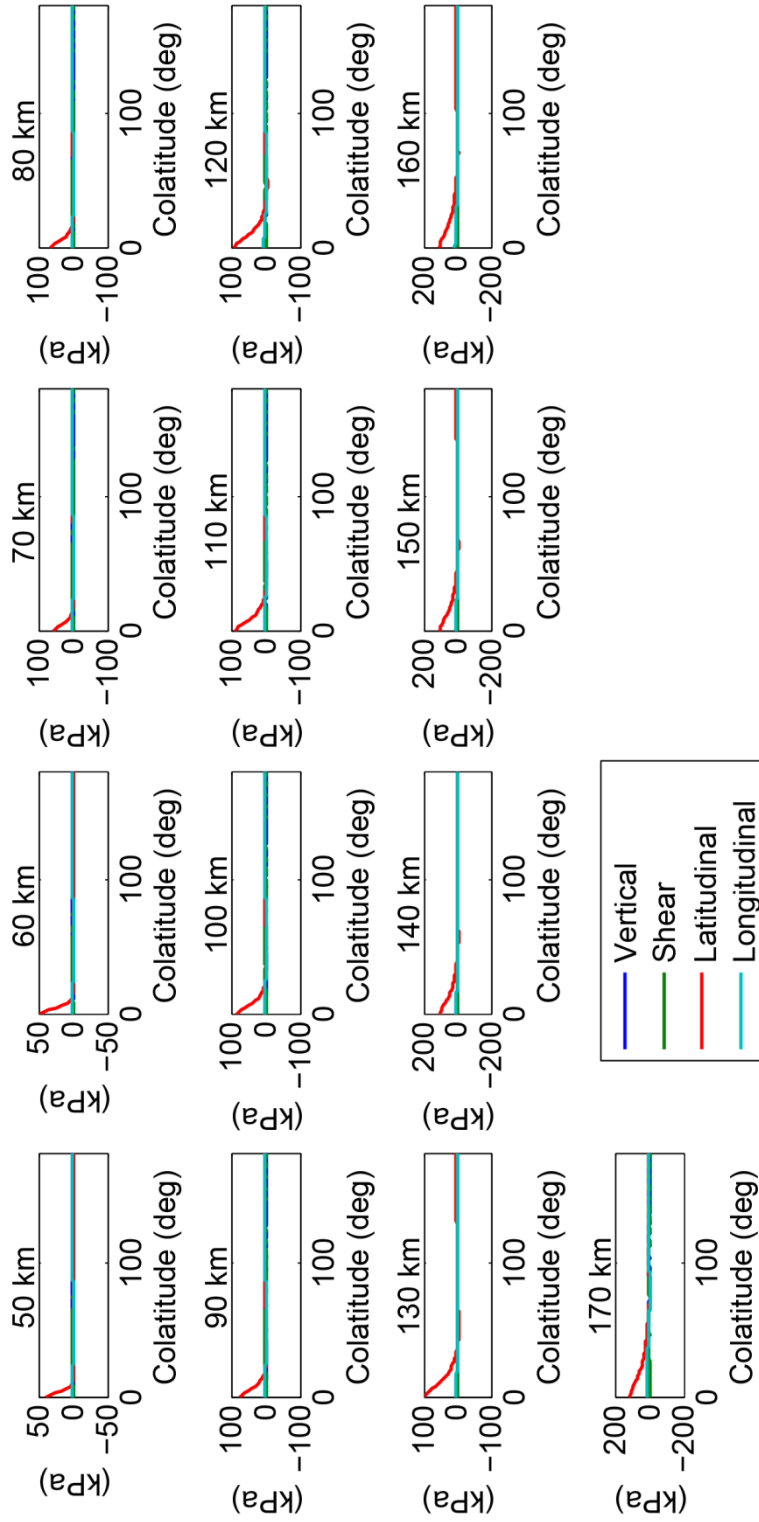 50 km
50
0
−50
(kPa)
0
100
Colatitude (deg)
60 km
50
0
−50
(kPa)
0
100
Colatitude (deg)
70 km
100
0
−100
(kPa)
0
100
Colatitude (deg)
80 km
100
0
−100
(kPa)
0
100
Colatitude (deg)
90 km
100
0
−100
(kPa)
0
100
Colatitude (deg)
100 km
100
0
−100
(kPa)
0
100
Colatitude (deg)
110 km
100
0
−100
(kPa)
0
100
Colatitude (deg)
120 km
100
0
−100
(kPa)
0
100
Colatitude (deg)
130 km
100
0
−100
(kPa)
0
100
Colatitude (deg)
140 km
200
0
−200
(kPa)
0
100
Colatitude (deg)
150 km
200
0
−200
(kPa)
0
100
Colatitude (deg)
160 km
200
0
−200
(kPa)
0
100
Colatitude (deg)
170 km
200
0
−200
(kPa)
0
100
Colatitude (deg)
Vertical
Shear
Latitudinal
Longitudinal